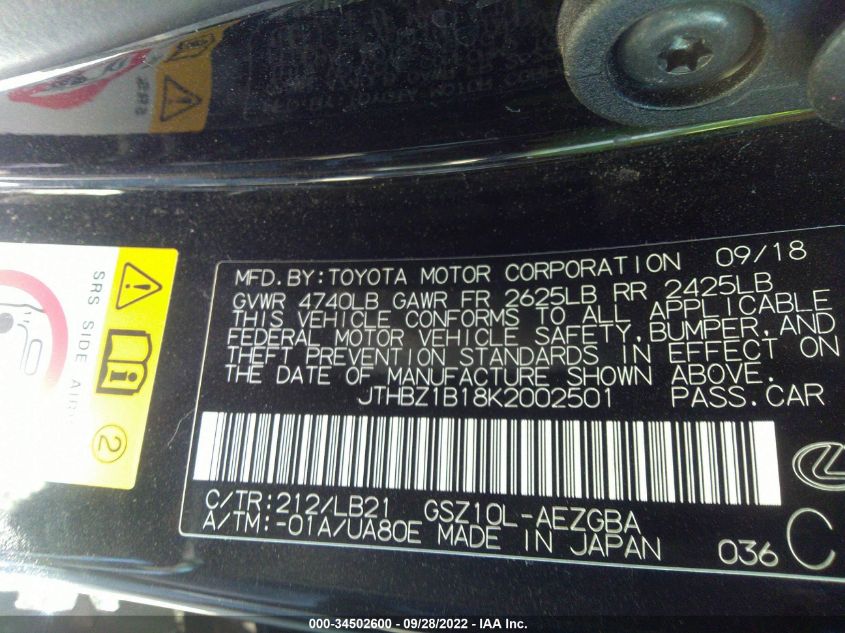 SRS SIDE AIR
2
MFD.BY:TOYOTA MOTOR CORPORATION 09/18
GVWR 4740LB GAWR FR 2625LB RR 2425LB
THIS VEHICLE CONFORMS TO ALL APPLICABLE
FEDERAL MOTOR VEHICLE SAFETY,BUMPER,AND
THEFT PREVENTION STANDARDS IN EFFECT ON
THE DATE OF MANUFACTURE SHOWN ABOVE.
JTHBZ1B18K2002501 PASS.CAR
C/TR:212/LB21 GSZ10L-AEZGBA
A/TM:-01A/UA80E MADE IN JAPAN 036 C
000-34502600 - 09/28/2022 - IAA Inc.